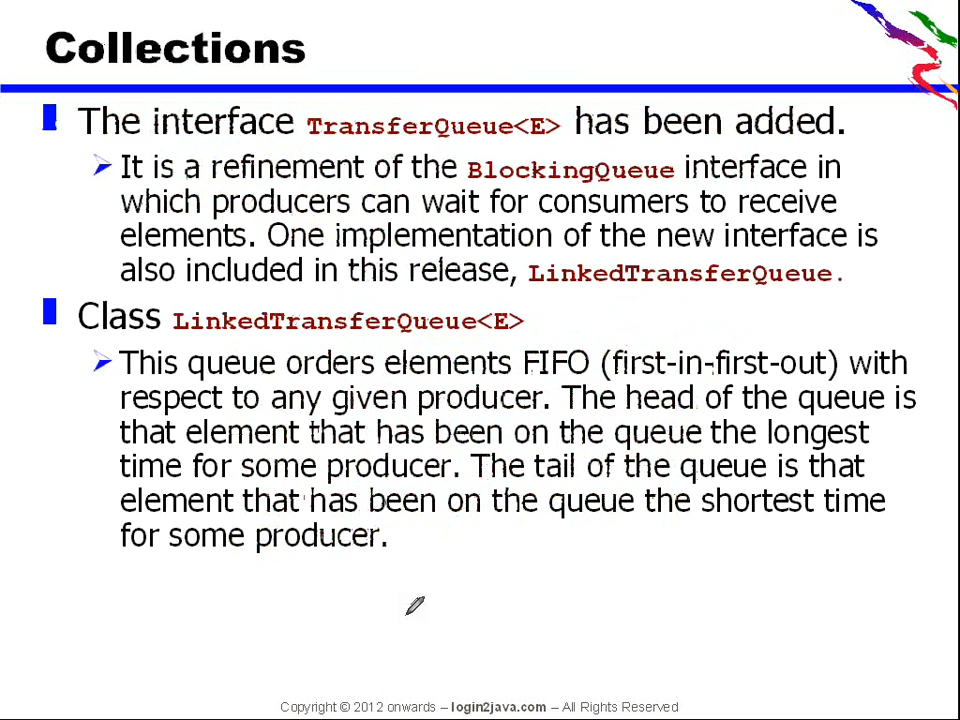 Collections
The interface TransferQueue<E> has been added.
It is a refinement of the BlockingQueue interface in
which producers can wait for consumers to receive
elements. One implementation of the new interface is
also included in this release, LinkedTransferQueue.
Class LinkedTransferQueue<E>
This queue orders elements FIFO (first-in-first-out) with
respect to any given producer. The head of the queue is
that element that has been on the queue the longest
time for some producer. The tail of the queue is that
element that has been on the queue the shortest time
for some producer.
Copyright © 2012 onwards – login2java.com – All Rights Reserved